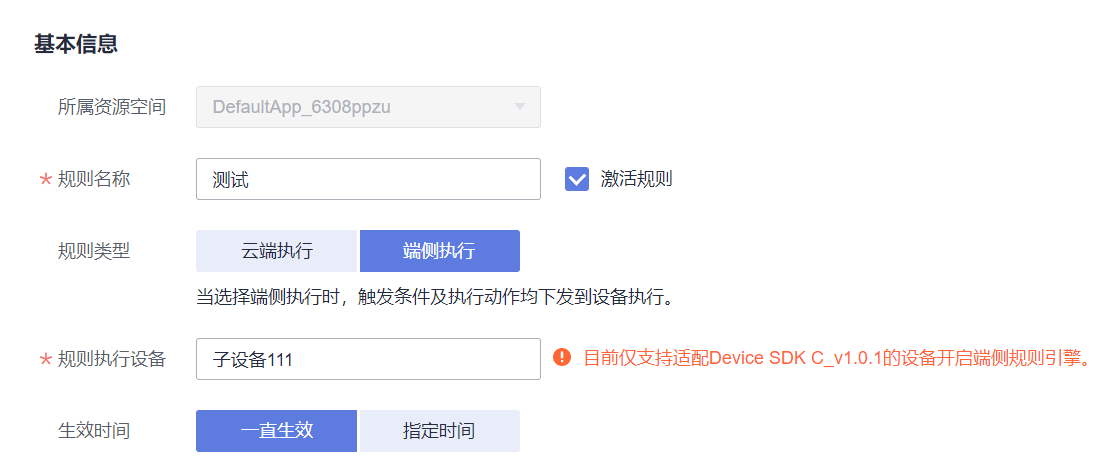 基本信息
所属资源空间 DefaultApp_6308ppzu
* 规则名称 测试 激活规则
规则类型 云端执行 端侧执行
当选择端侧执行时，触发条件及执行动作均下发到设备执行。
* 规则执行设备 子设备111 目前仅支持适配Device SDK C_v1.0.1的设备开启端侧规则引擎。
生效时间 一直生效 指定时间